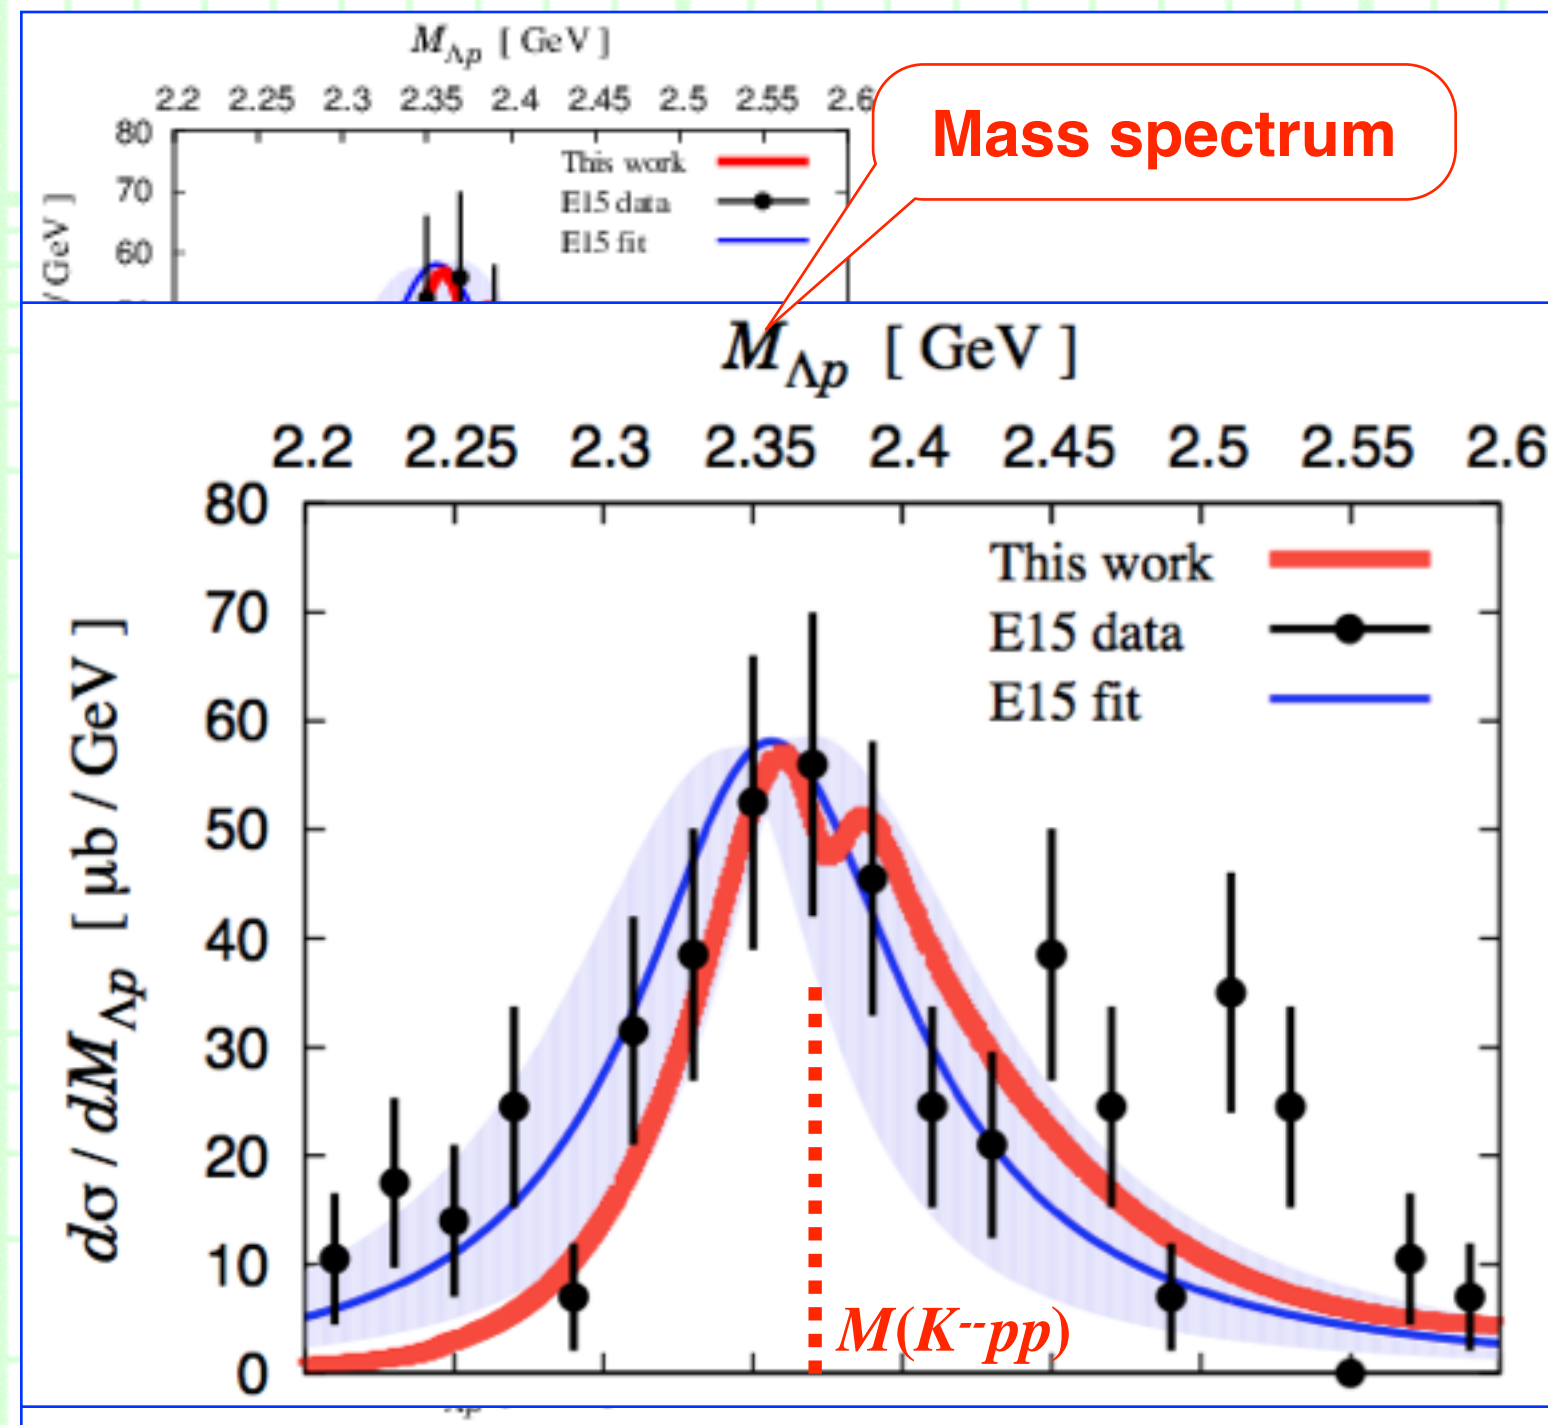 M_Λp [ GeV ]
2.2 2.25 2.3 2.35 2.4 2.45 2.5 2.55 2.6
Mass spectrum
80
70
60
/ GeV ]
This work
E15 data
E15 fit
M_Λp [ GeV ]
2.2 2.25 2.3 2.35 2.4 2.45 2.5 2.55 2.6
80
70
60
50
40
30
20
10
0
dσ / dM_Λp [ μb / GeV ]
This work
E15 data
E15 fit
M(K--pp)